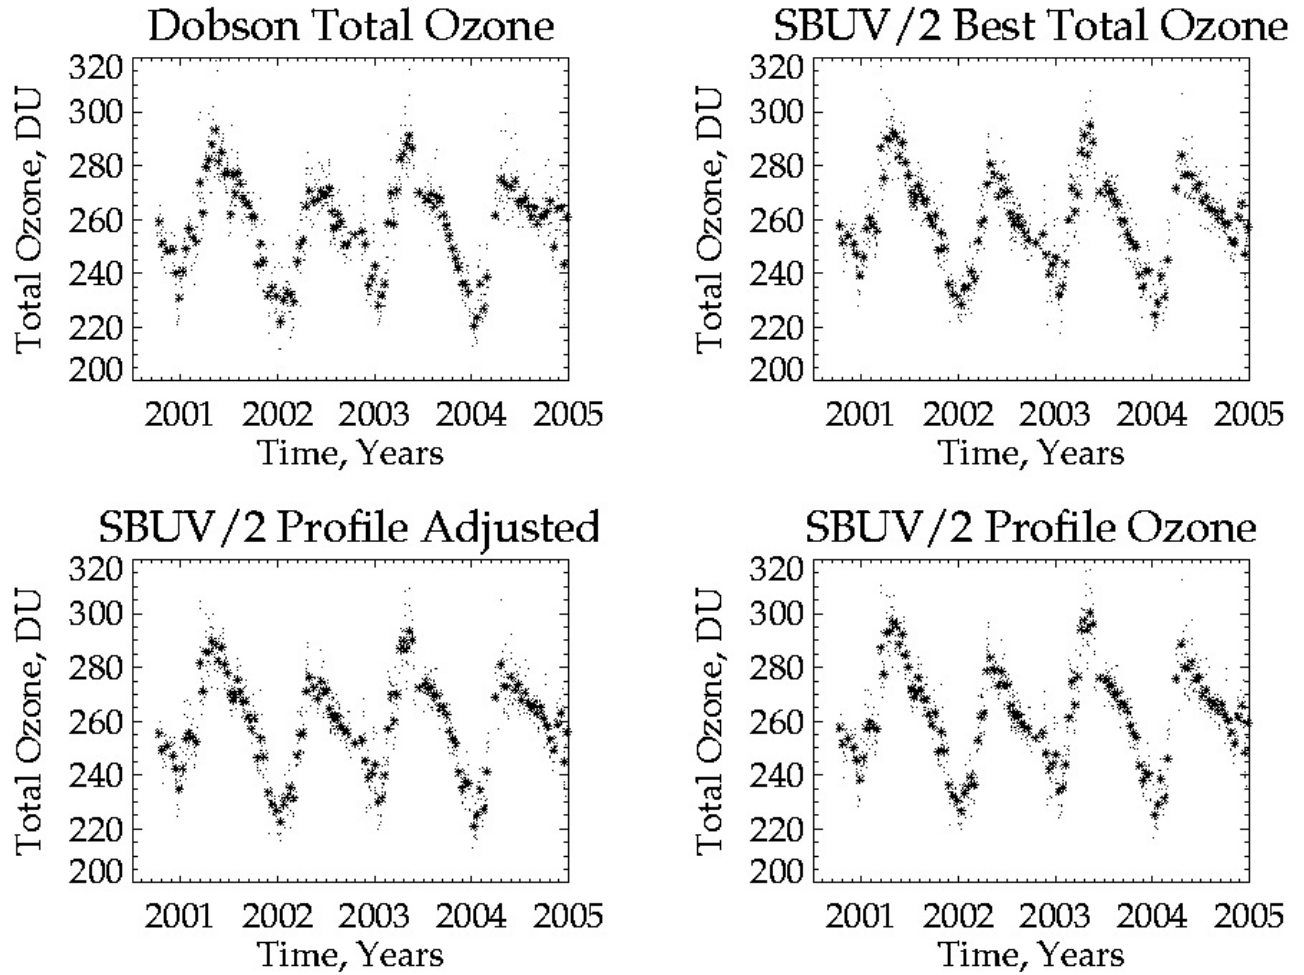 Dobson Total Ozone
320
300
280
260
240
220
200
Total Ozone, DU
2001 2002 2003 2004 2005
Time, Years
SBUV/2 Best Total Ozone
320
300
280
260
240
220
200
Total Ozone, DU
2001 2002 2003 2004 2005
Time, Years
SBUV/2 Profile Adjusted
320
300
280
260
240
220
200
Total Ozone, DU
2001 2002 2003 2004 2005
Time, Years
SBUV/2 Profile Ozone
320
300
280
260
240
220
200
Total Ozone, DU
2001 2002 2003 2004 2005
Time, Years